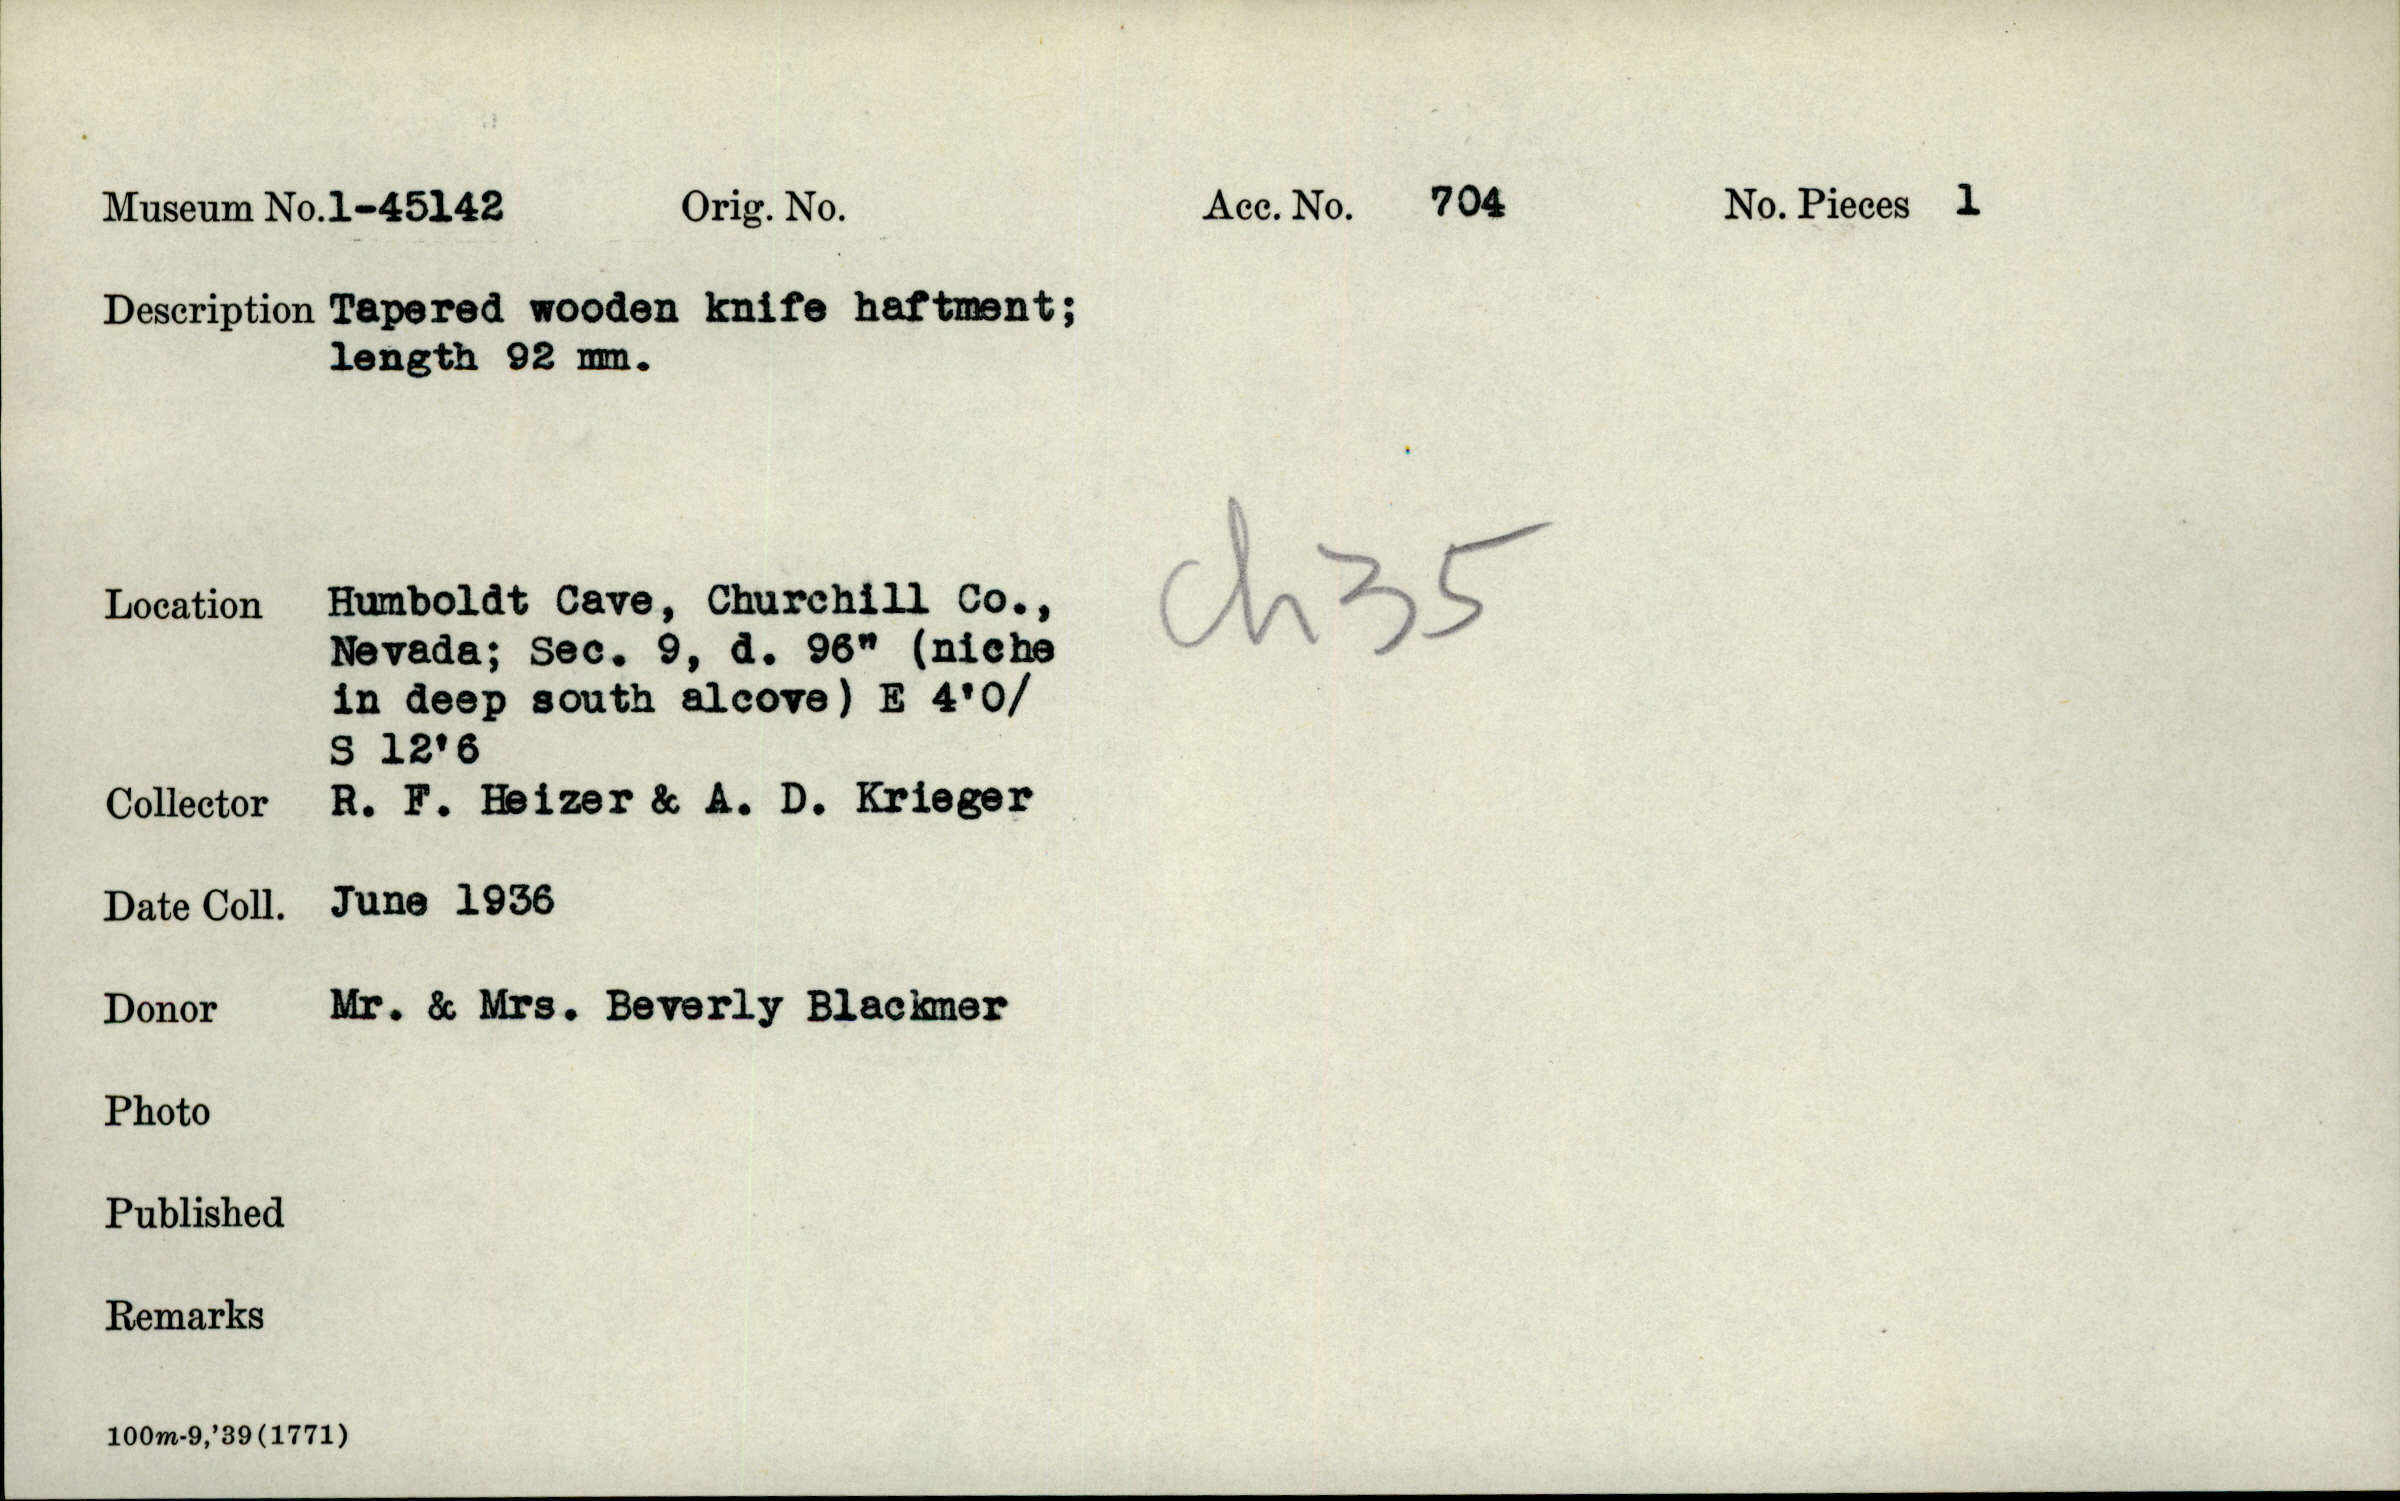 Museum No. 1-45142 Orig. No. Acc. No. 704 No. Pieces 1
Description Tapered wooden knife haftment;
length 92 mm.
Location Humboldt Cave, Churchill Co.,
Nevada; Sec. 9, d. 96" (niche
in deep south alcove) E 4'0/
S 12'6
ch35
Collector R. F. Heizer & A. D. Krieger
Date Coll. June 1936
Donor Mr. & Mrs. Beverly Blackmer
Photo
Published
Remarks
100m-9,'39(1771)